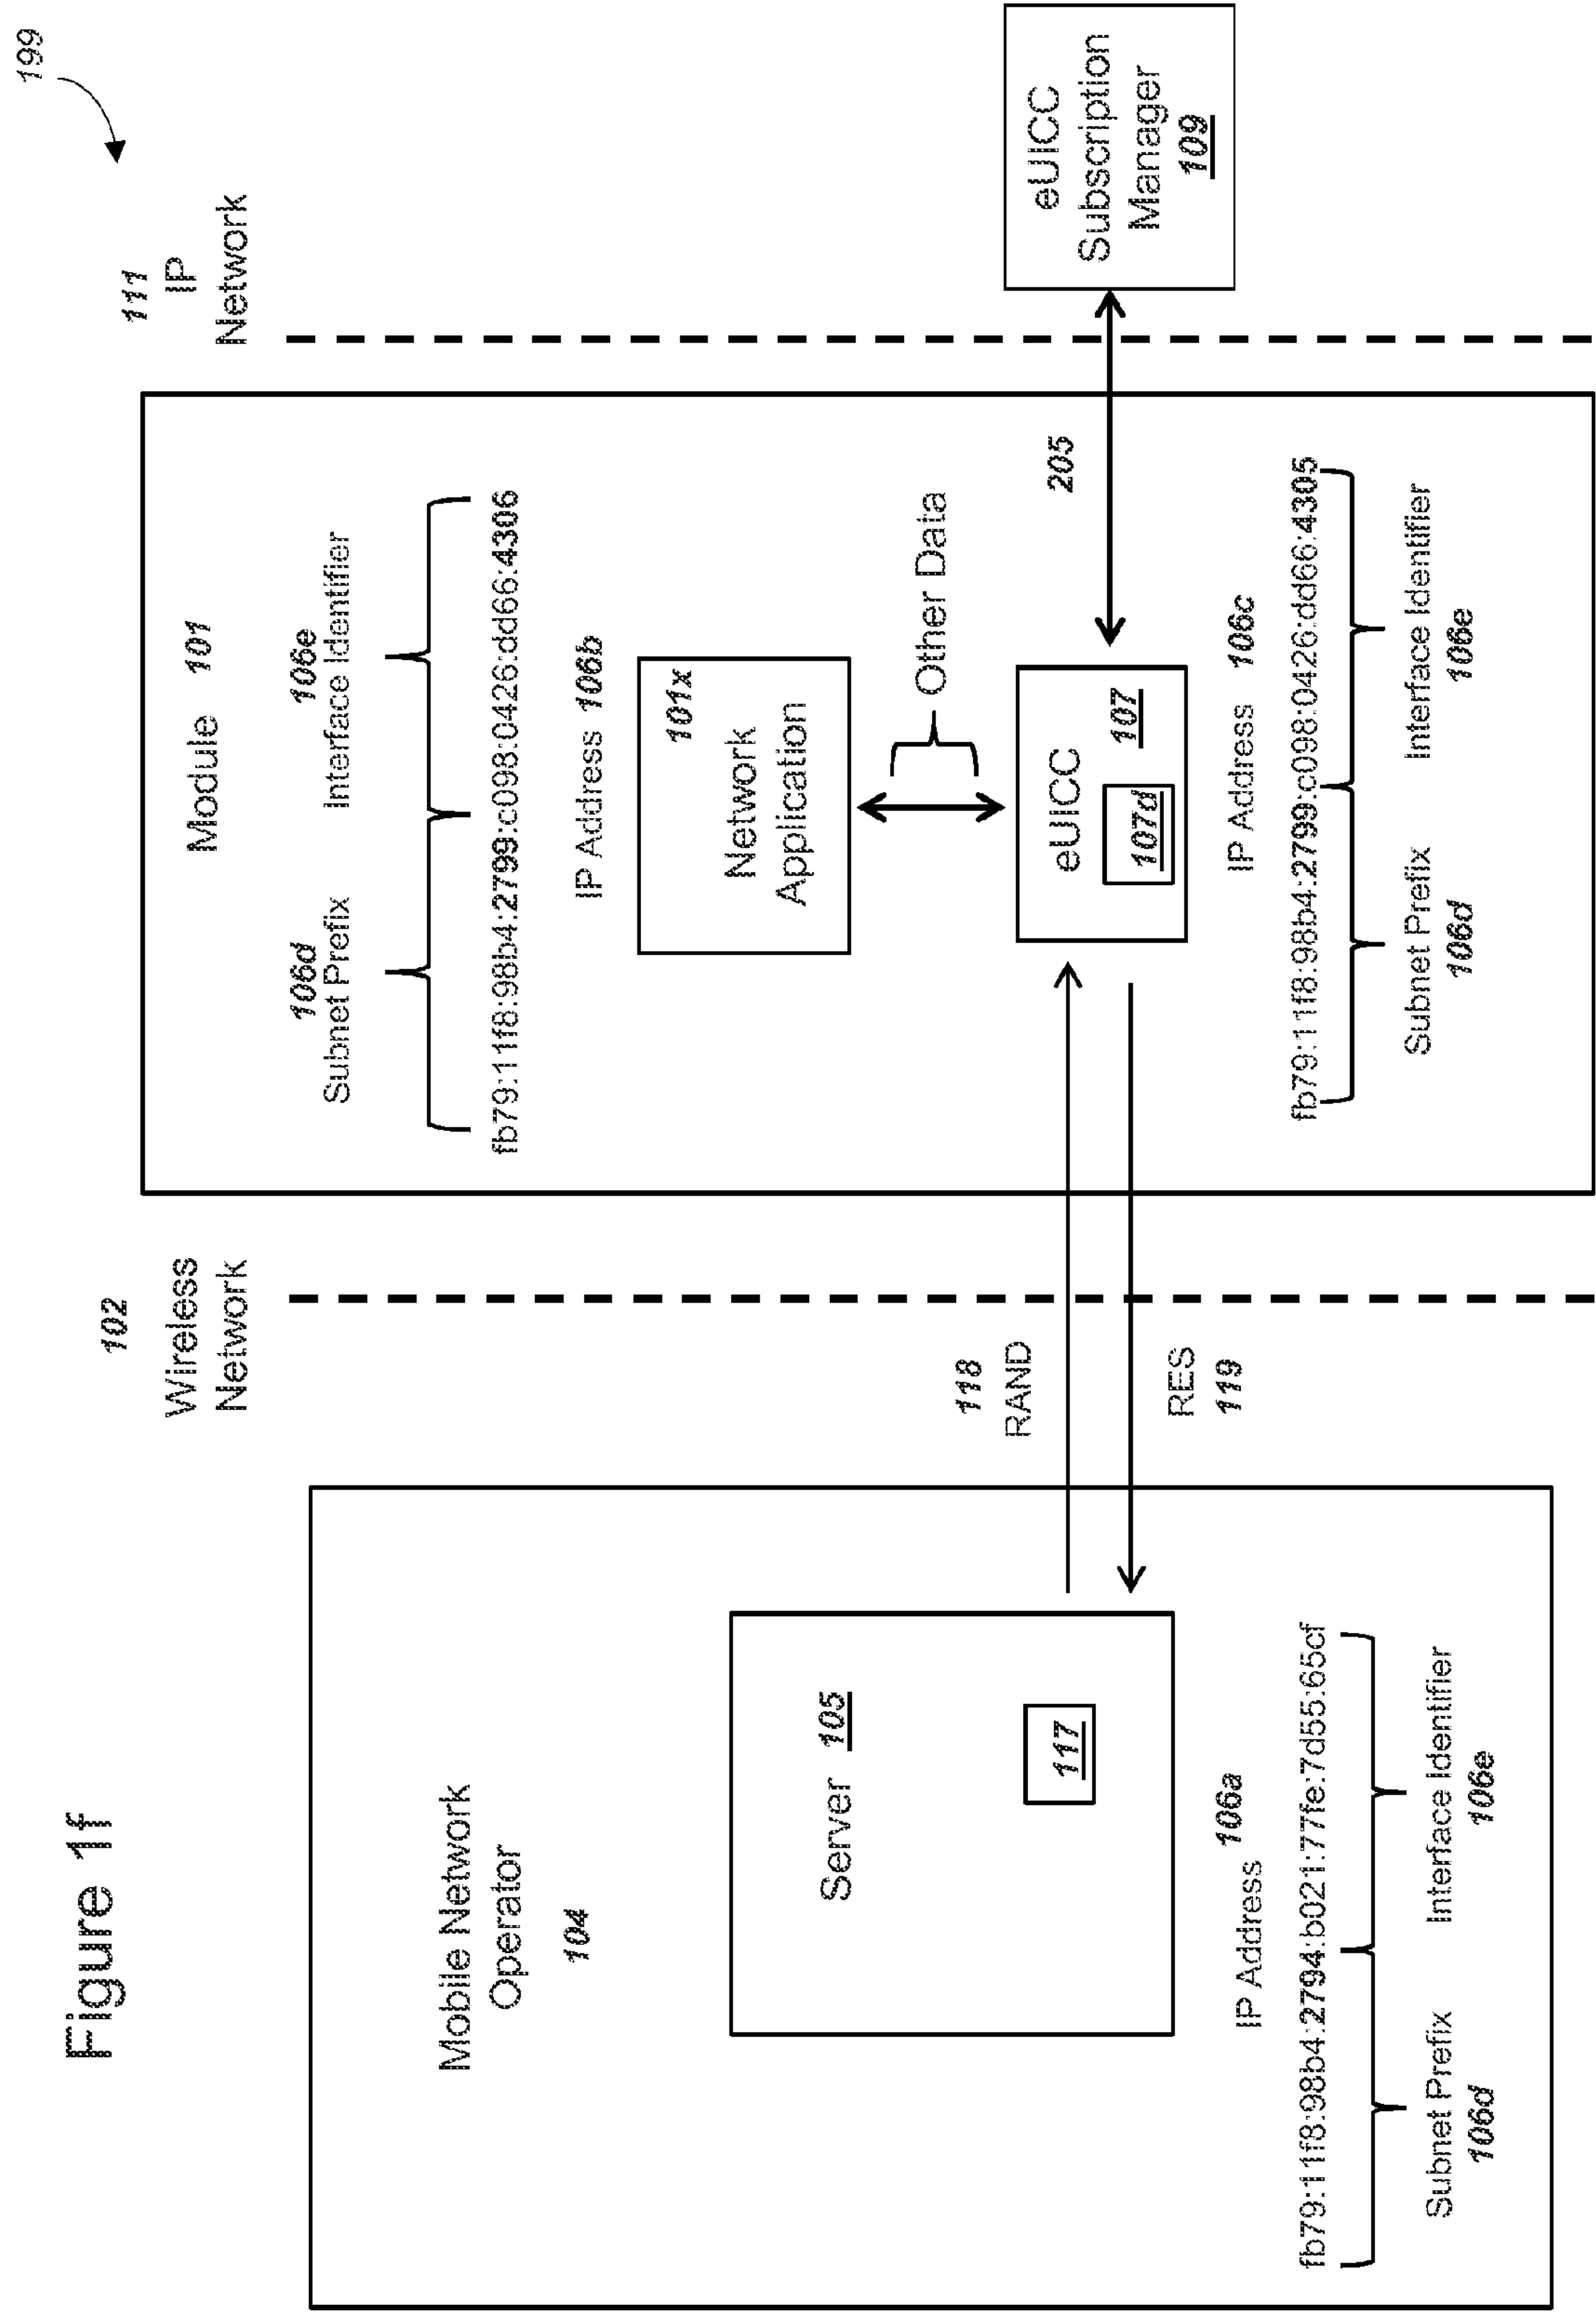 Figure 1f
199
102
Wireless
Network
111
IP
Network
Mobile Network
Operator
104
Server 105
117
IP Address 106a
fb79:11f8:98b4:2794:b021:77fe:7d55:65cf
Subnet Prefix
106d
Interface Identifier
106e
118
RAND
RES
119
Module 101
106d
Subnet Prefix
106e
Interface Identifier
fb79:11f8:98b4:2799:c098:0426:dd66:4306
IP Address 106b
101x
Network
Application
Other Data
eUICC
107
107d
205
IP Address 106c
fb79:11f8:98b4:2799:c098:0426:dd66:4305
Subnet Prefix
106d
Interface Identifier
106e
eUICC
Subscription
Manager
109